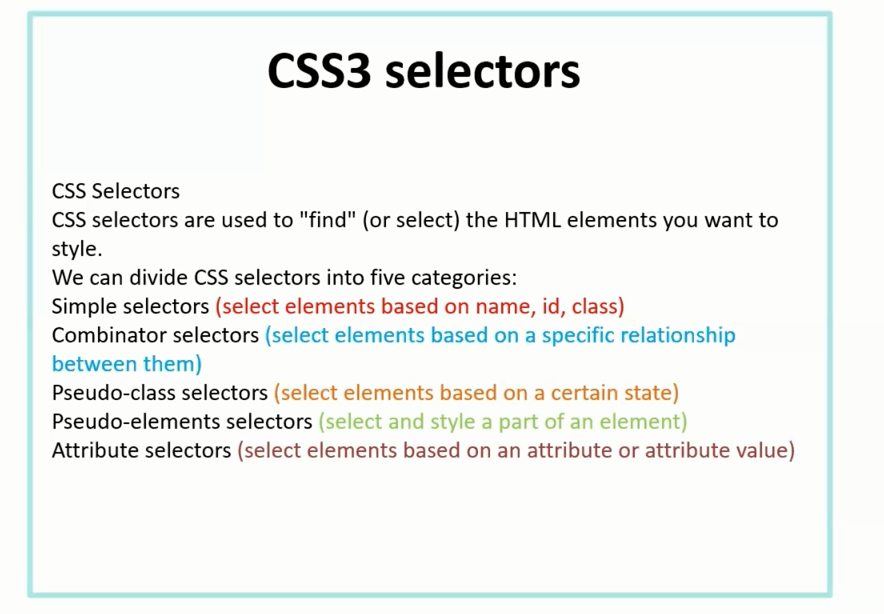 CSS3 selectors
CSS Selectors
CSS selectors are used to "find" (or select) the HTML elements you want to
style.
We can divide CSS selectors into five categories:
Simple selectors (select elements based on name, id, class)
Combinator selectors (select elements based on a specific relationship
between them)
Pseudo-class selectors (select elements based on a certain state)
Pseudo-elements selectors (select and style a part of an element)
Attribute selectors (select elements based on an attribute or attribute value)